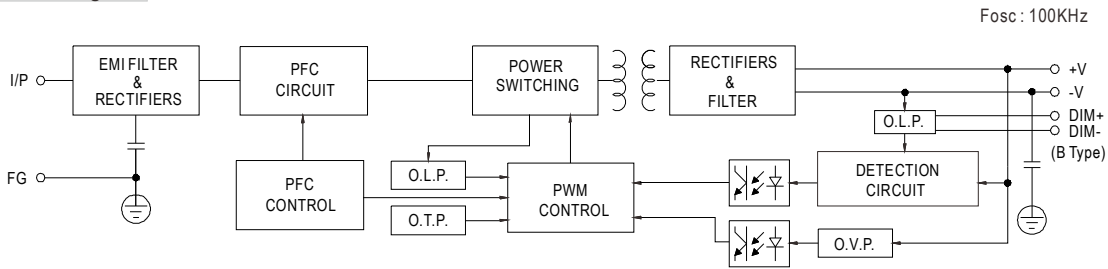 Fosc : 100KHz
I/P
EMI FILTER
&
RECTIFIERS
PFC
CIRCUIT
POWER
SWITCHING
RECTIFIERS
&
FILTER
+V
-V
DIM+
DIM-
(B Type)
O.L.P.
FG
PFC
CONTROL
O.L.P.
O.T.P.
PWM
CONTROL
DETECTION
CIRCUIT
O.V.P.